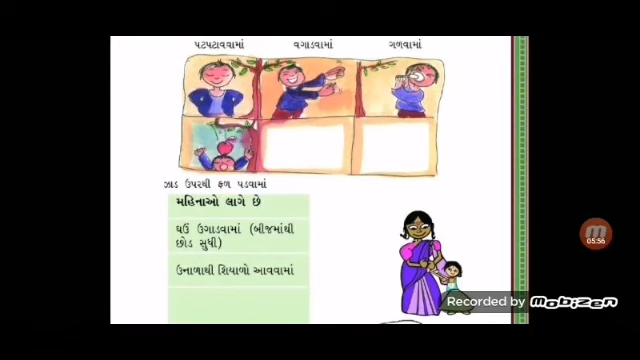 પટપટાવવામાં વગાડવામાં ગળવામાં
ઝાડ ઉપરથી ફળ પડવામાં
મહિનાઓ લાગે છે
ઘઉં ઉગાડવામાં (બીજમાંથી
છોડ સુધી)
ઉનાળાથી શિયાળો આવવામાં
05:56
Recorded by Mobizen